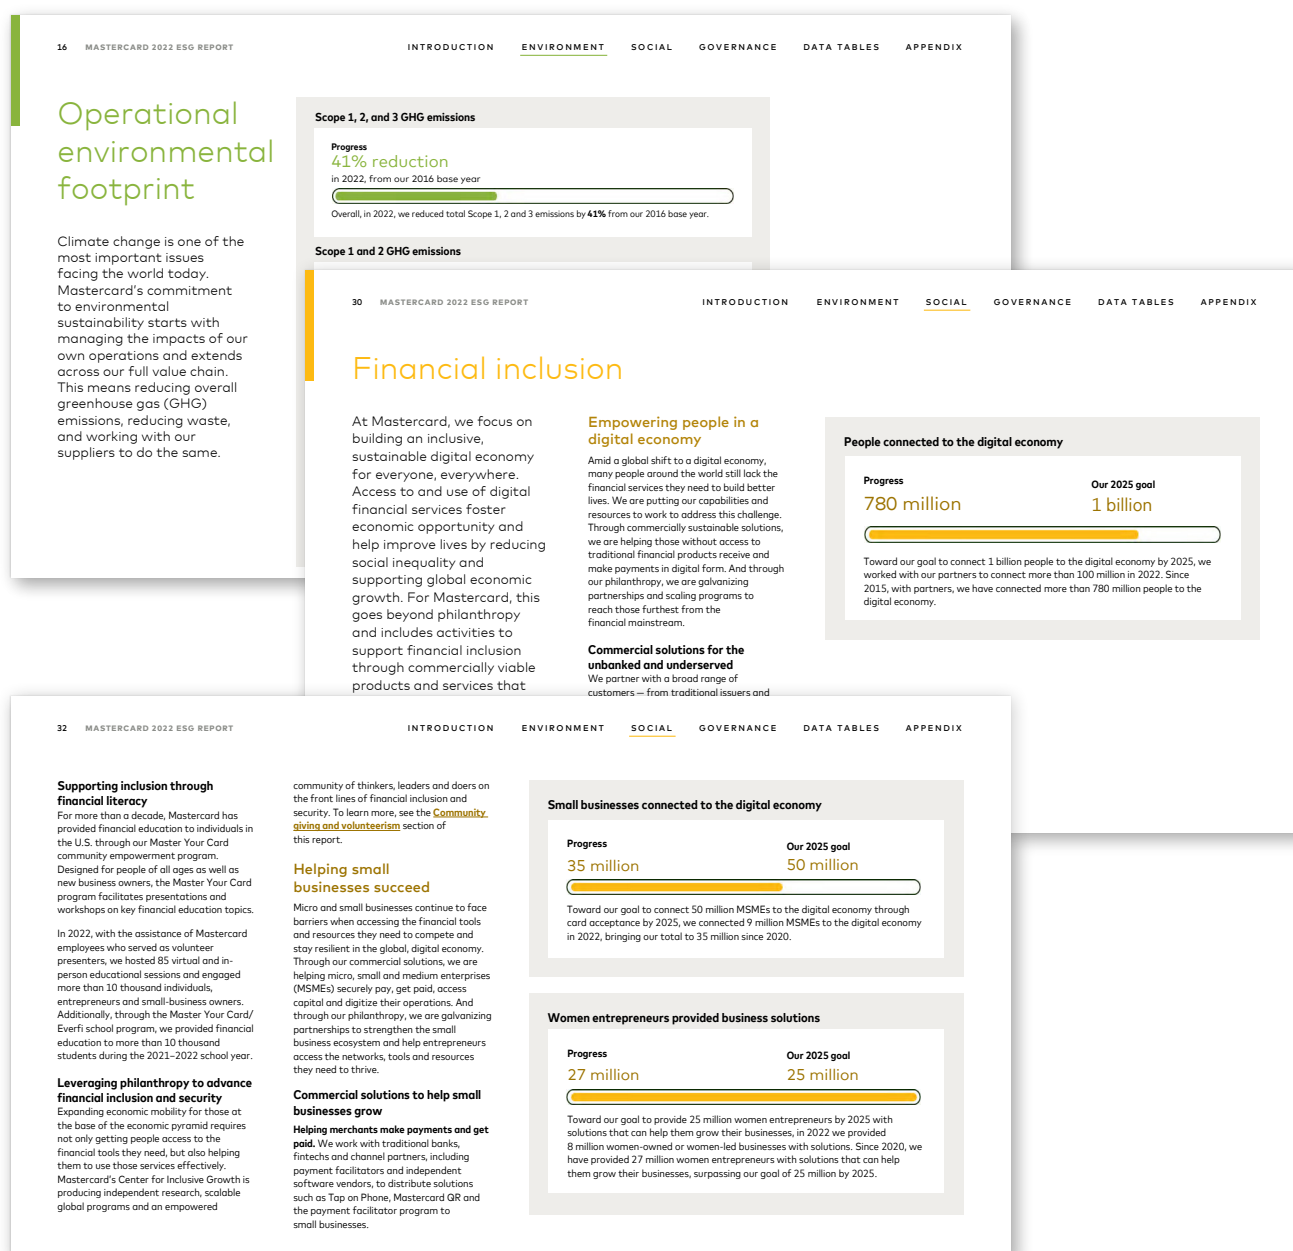 16 MASTERCARD 2022 ESG REPORT
INTRODUCTION ENVIRONMENT SOCIAL GOVERNANCE DATA TABLES APPENDIX
Operational
environmental
footprint
Climate change is one of the
most important issues
facing the world today.
Mastercard's commitment
to environmental
sustainability starts with
managing the impacts of our
own operations and extends
across our full value chain.
This means reducing overall
greenhouse gas (GHG)
emissions, reducing waste,
and working with our
suppliers to do the same.
Scope 1, 2, and 3 GHG emissions
Progress
41% reduction
in 2022, from our 2016 base year
Overall, in 2022, we reduced total Scope 1, 2 and 3 emissions by 41% from our 2016 base year.
Scope 1 and 2 GHG emissions
30 MASTERCARD 2022 ESG REPORT
INTRODUCTION ENVIRONMENT SOCIAL GOVERNANCE DATA TABLES APPENDIX
Financial inclusion
At Mastercard, we focus on
building an inclusive,
sustainable digital economy
for everyone, everywhere.
Access to and use of digital
financial services foster
economic opportunity and
help improve lives by reducing
social inequality and
supporting global economic
growth. For Mastercard, this
goes beyond philanthropy
and includes activities to
support financial inclusion
through commercially viable
products and services that
Empowering people in a
digital economy
Amid a global shift to a digital economy,
many people around the world still lack the
financial services they need to build better
lives. We are putting our capabilities and
resources to work to address this challenge.
Through commercially sustainable solutions,
we are helping those without access to
traditional financial products receive and
make payments in digital form. And through
our philanthropy, we are galvanizing
partnerships and scaling programs to
reach those furthest from the
financial mainstream.
Commercial solutions for the
unbanked and underserved
We partner with a broad range of
customers — from traditional issuers and
People connected to the digital economy
Progress
780 million
Our 2025 goal
1 billion
Toward our goal to connect 1 billion people to the digital economy by 2025, we
worked with our partners to connect more than 100 million in 2022. Since
2015, with partners, we have connected more than 780 million people to the
digital economy.
32 MASTERCARD 2022 ESG REPORT
INTRODUCTION ENVIRONMENT SOCIAL GOVERNANCE DATA TABLES APPENDIX
Supporting inclusion through
financial literacy
For more than a decade, Mastercard has
provided financial education to individuals in
the U.S. through our Master Your Card
community empowerment program.
Designed for people of all ages as well as
new business owners, the Master Your Card
program facilitates presentations and
workshops on key financial education topics.
In 2022, with the assistance of Mastercard
employees who served as volunteer
presenters, we hosted 85 virtual and in-
person educational sessions and engaged
more than 10 thousand individuals,
entrepreneurs and small-business owners.
Additionally, through the Master Your Card/
Everfi school program, we provided financial
education to more than 10 thousand
students during the 2021–2022 school year.
Leveraging philanthropy to advance
financial inclusion and security
Expanding economic mobility for those at
the base of the economic pyramid requires
not only getting people access to the
financial tools they need, but also helping
them to use those services effectively.
Mastercard's Center for Inclusive Growth is
producing independent research, scalable
global programs and an empowered
community of thinkers, leaders and doers on
the front lines of financial inclusion and
security. To learn more, see the Community
giving and volunteerism section of
this report.
Helping small
businesses succeed
Micro and small businesses continue to face
barriers when accessing the financial tools
and resources they need to compete and
stay resilient in the global, digital economy.
Through our commercial solutions, we are
helping micro, small and medium enterprises
(MSMEs) securely pay, get paid, access
capital and digitize their operations. And
through our philanthropy, we are galvanizing
partnerships to strengthen the small
business ecosystem and help entrepreneurs
access the networks, tools and resources
they need to thrive.
Commercial solutions to help small
businesses grow
Helping merchants make payments and get
paid. We work with traditional banks,
fintechs and channel partners, including
payment facilitators and independent
software vendors, to distribute solutions
such as Tap on Phone, Mastercard QR and
the payment facilitator program to
small businesses.
Small businesses connected to the digital economy
Progress
35 million
Our 2025 goal
50 million
Toward our goal to connect 50 million MSMEs to the digital economy through
card acceptance by 2025, we connected 9 million MSMEs to the digital economy
in 2022, bringing our total to 35 million since 2020.
Women entrepreneurs provided business solutions
Progress
27 million
Our 2025 goal
25 million
Toward our goal to provide 25 million women entrepreneurs by 2025 with
solutions that can help them grow their businesses, in 2022 we provided
8 million women-owned or women-led businesses with solutions. Since 2020, we
have provided 27 million women entrepreneurs with solutions that can help
them grow their businesses, surpassing our goal of 25 million by 2025.